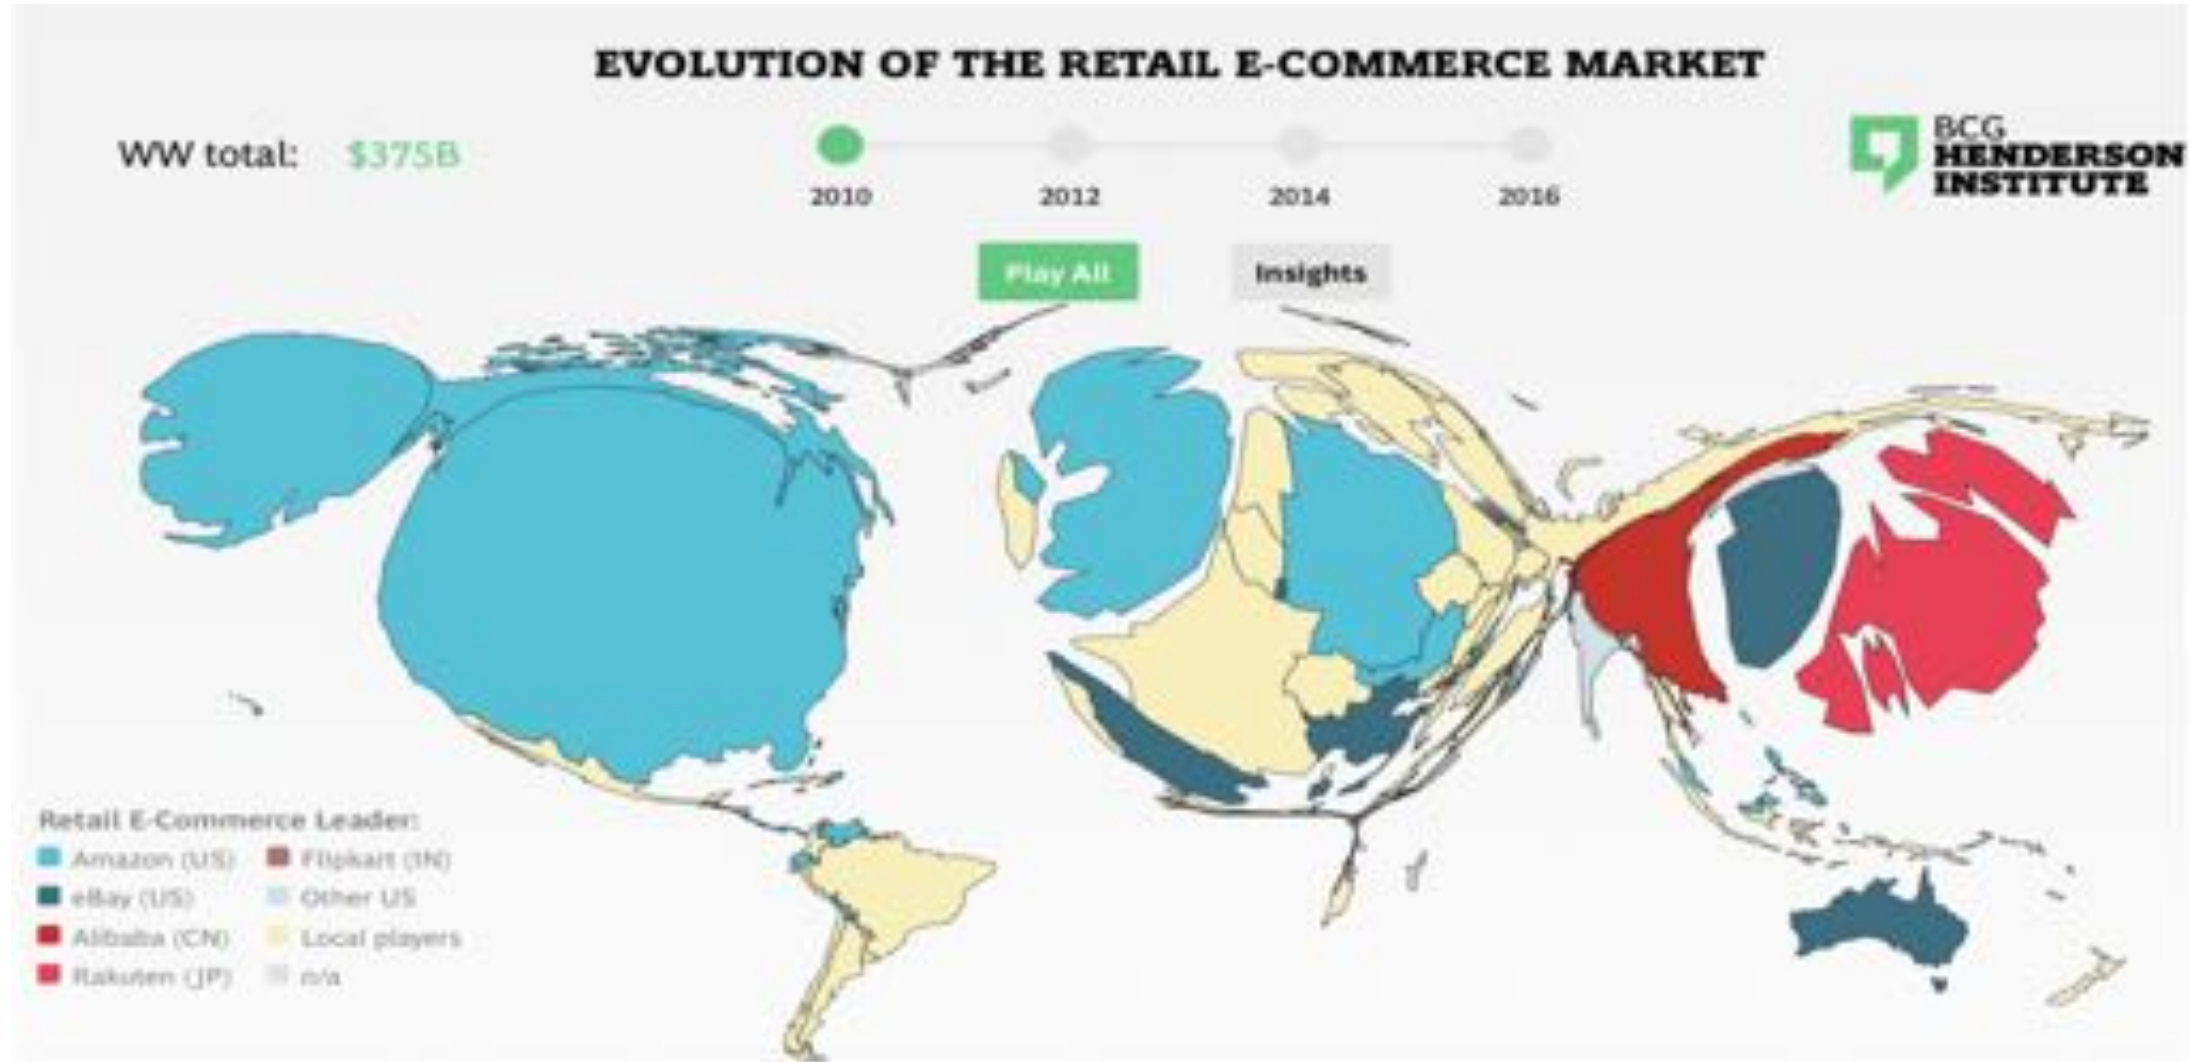 EVOLUTION OF THE RETAIL E-COMMERCE MARKET
WW total: $375B
2010 2012 2014 2016
BCG
HENDERSON
INSTITUTE
Play All Insights
Retail E-Commerce Leader:
Amazon (US) Flipkart (IN)
eBay (US) Other US
Alibaba (CN) Local players
Rakuten (JP) n/a